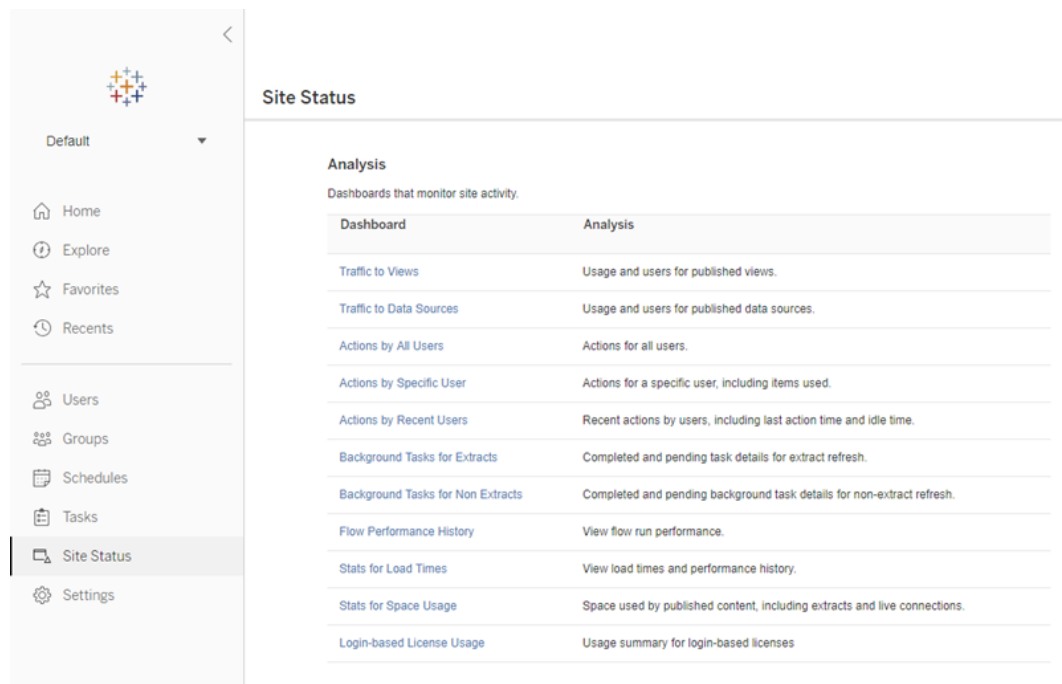 Default
Home
Explore
Favorites
Recents
Users
Groups
Schedules
Tasks
Site Status
Settings
Site Status
Analysis
Dashboards that monitor site activity.
Dashboard Analysis
Traffic to Views Usage and users for published views.
Traffic to Data Sources Usage and users for published data sources.
Actions by All Users Actions for all users.
Actions by Specific User Actions for a specific user, including items used.
Actions by Recent Users Recent actions by users, including last action time and idle time.
Background Tasks for Extracts Completed and pending task details for extract refresh.
Background Tasks for Non Extracts Completed and pending background task details for non-extract refresh.
Flow Performance History View flow run performance.
Stats for Load Times View load times and performance history.
Stats for Space Usage Space used by published content, including extracts and live connections.
Login-based License Usage Usage summary for login-based licenses